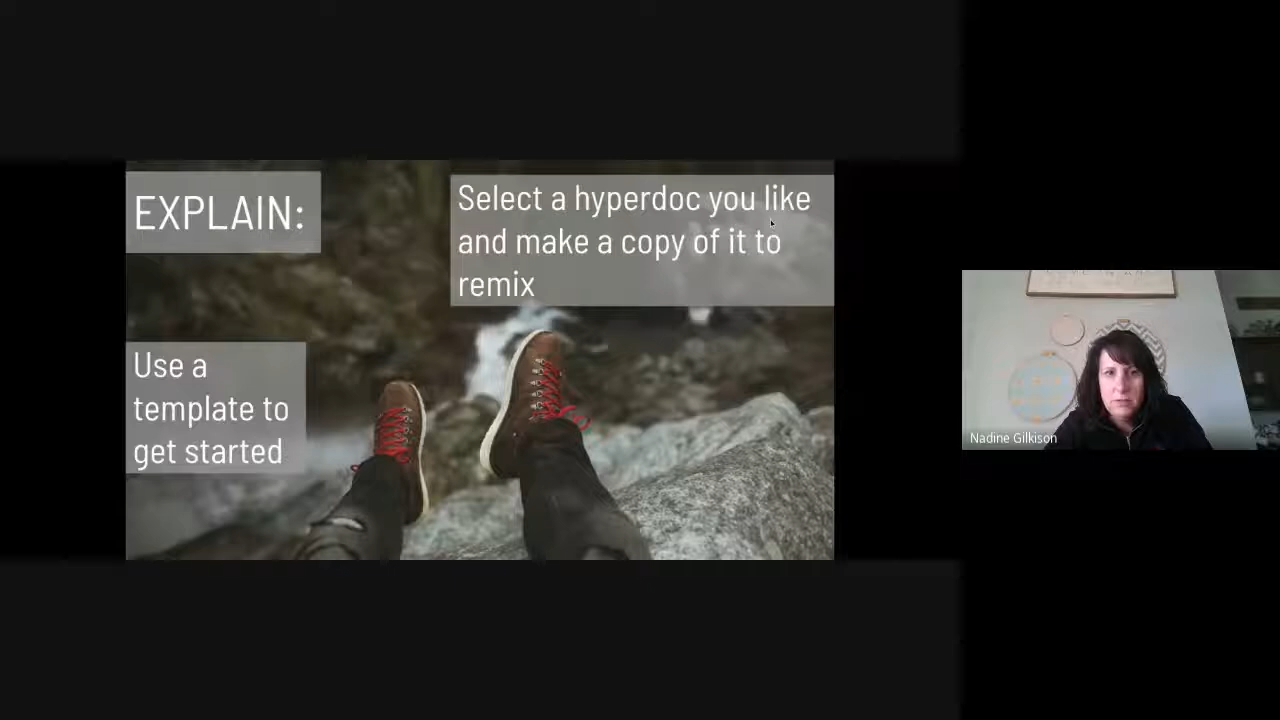 EXPLAIN:
Select a hyperdoc you like
and make a copy of it to
remix
Use a
template to
get started
Nadine Gilkison